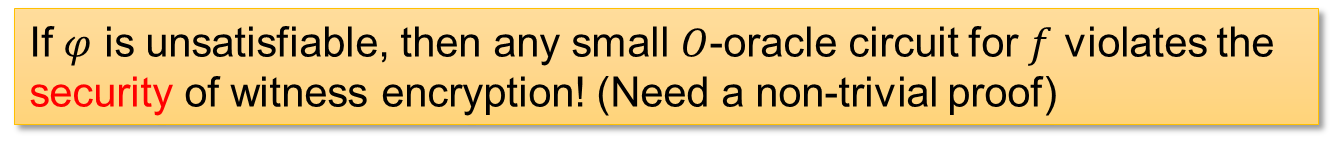 If φ is unsatisfiable, then any small O-oracle circuit for f violates the
security of witness encryption! (Need a non-trivial proof)